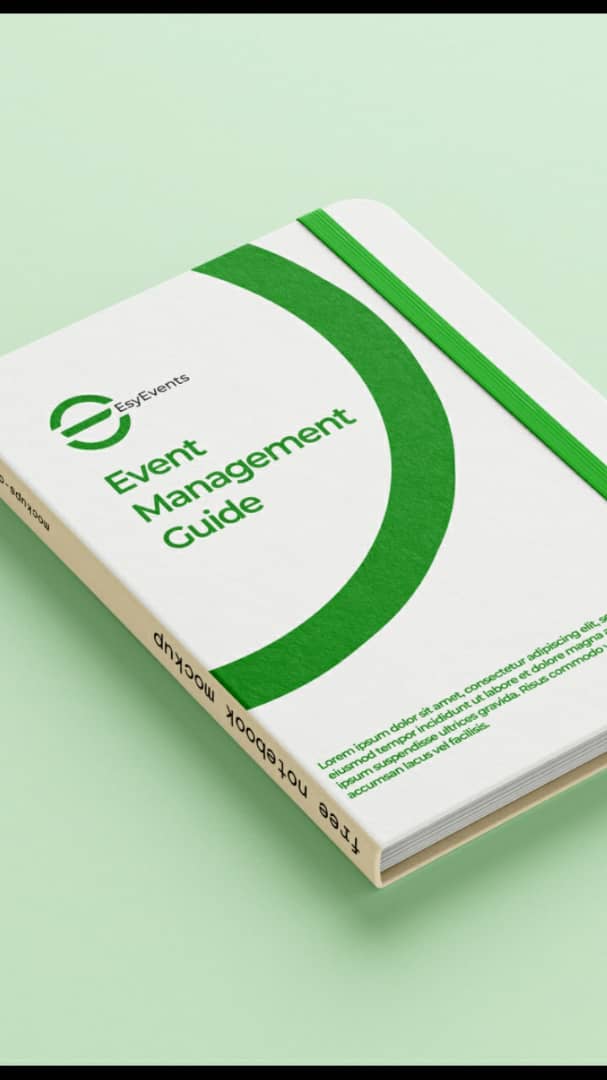 EsyEvents
Event
Management
Guide
Lorem ipsum dolor sit amet, consectetur adipiscing elit,
eiusmod tempor incididunt ut labore et dolore magna
ipsum suspendisse ultrices gravida. Risus commodo
accumsan lacus vel facilisis.
free notebook mockup
mockups-